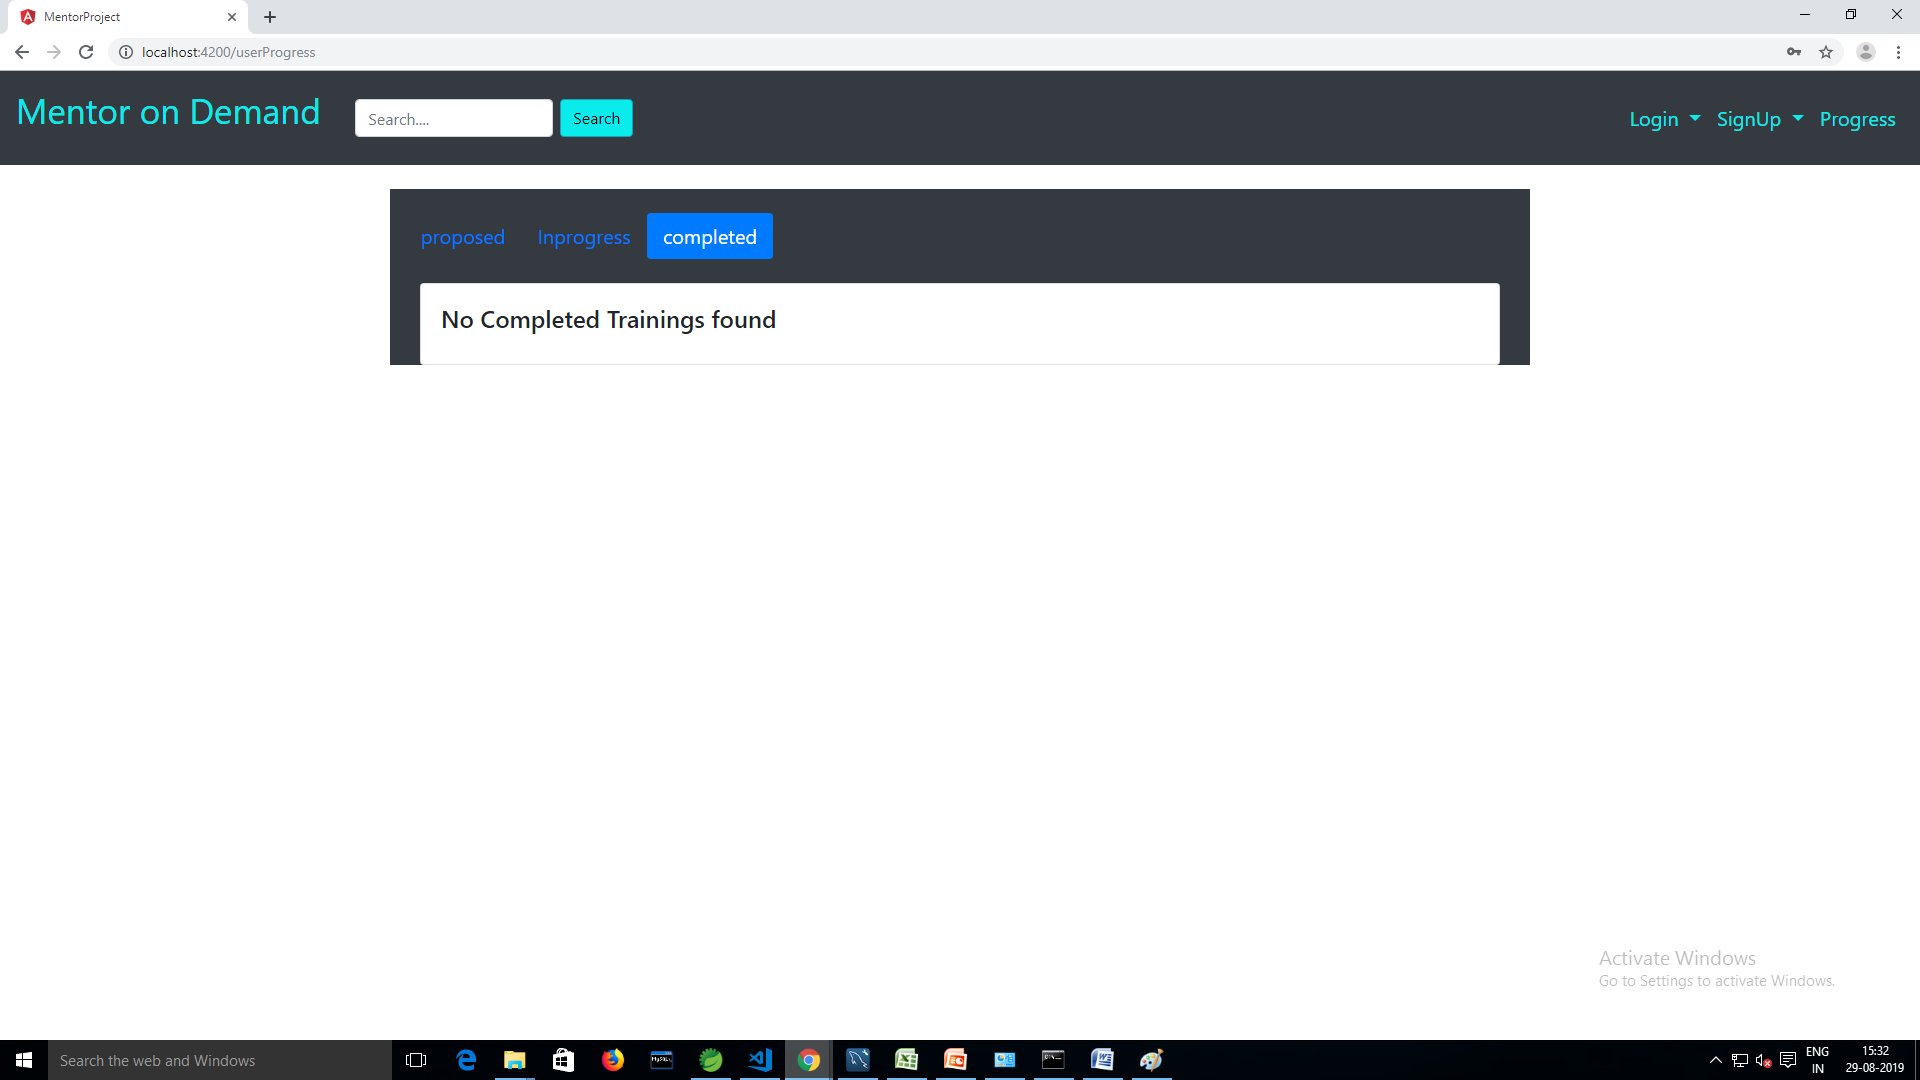 MentorProject
localhost:4200/userProgress
Mentor on Demand
Search....
Search
Login
SignUp
Progress
proposed
Inprogress
completed
No Completed Trainings found
Activate Windows
Go to Settings to activate Windows.
Search the web and Windows
ENG
IN
15:32
29-08-2019